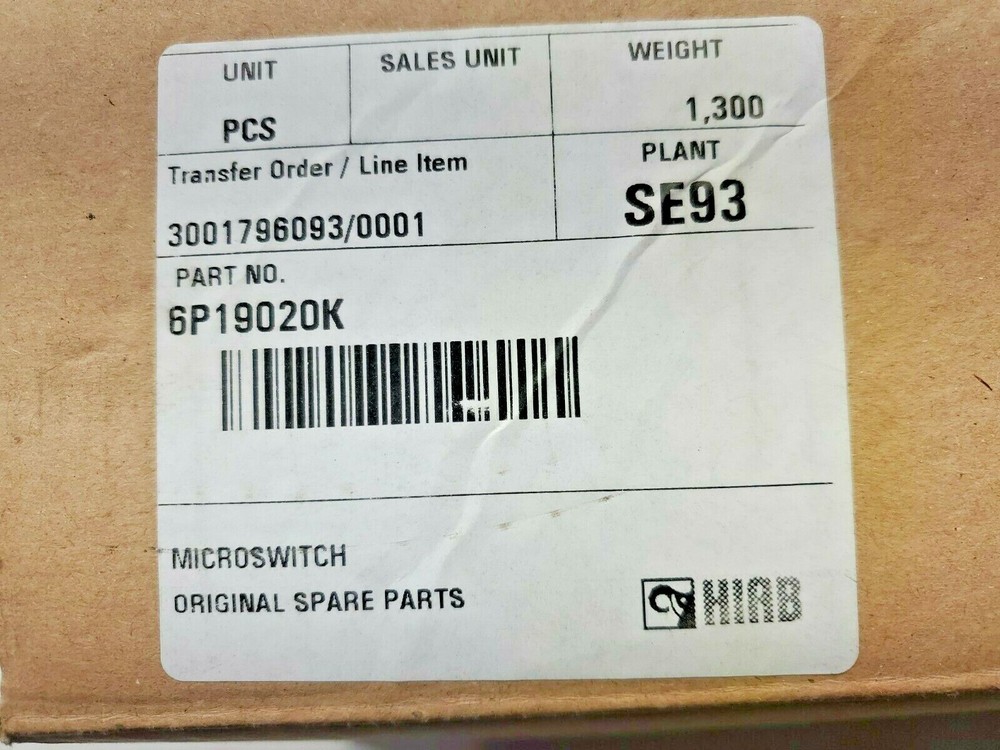 UNIT
SALES UNIT
WEIGHT
PCS
1,300
Transfer Order / Line Item
PLANT
3001796093/0001
SE93
PART NO.
6P19020K
MICROSWITCH
ORIGINAL SPARE PARTS
HIAB